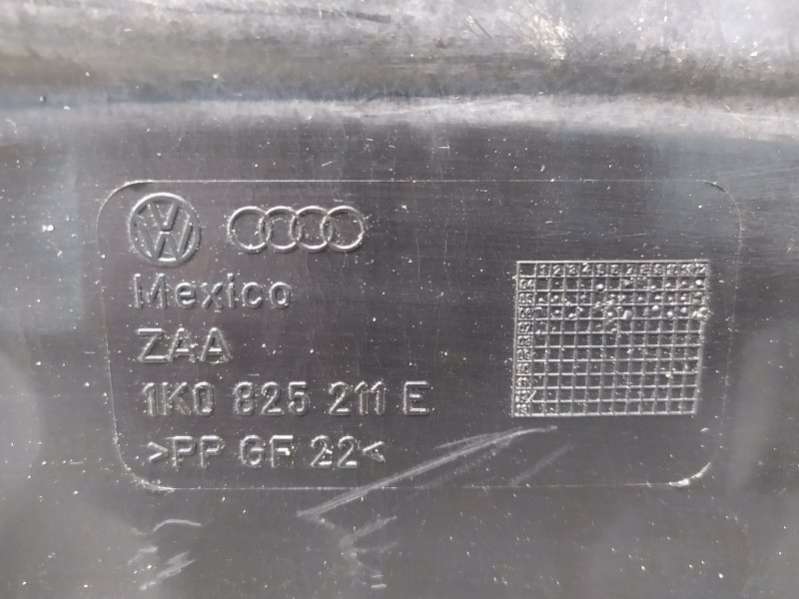 Mexico
ZAA
1K0 825 211 E
>PP GF 22<